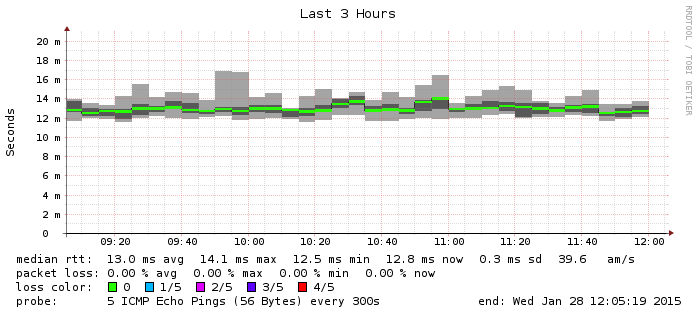 Last 3 Hours
RRDTOOL / TOBI OETIKER
Seconds
20 m
18 m
16 m
14 m
12 m
10 m
8 m
6 m
4 m
2 m
0
09:20 09:40 10:00 10:20 10:40 11:00 11:20 11:40 12:00
median rtt: 13.0 ms avg 14.1 ms max 12.5 ms min 12.8 ms now 0.3 ms sd 39.6 am/s
packet loss: 0.00 % avg 0.00 % max 0.00 % min 0.00 % now
loss color: 0 1/5 2/5 3/5 4/5
probe: 5 ICMP Echo Pings (56 Bytes) every 300s end: Wed Jan 28 12:05:19 2015